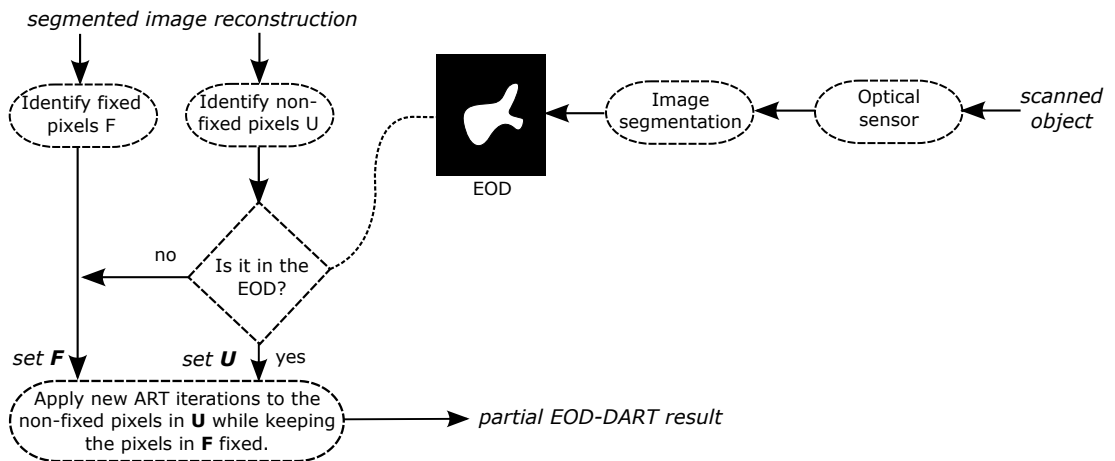 segmented image reconstruction
Identify fixed
pixels F
Identify non-
fixed pixels U
EOD
Image
segmentation
Optical
sensor
scanned
object
no
Is it in the
EOD?
set F
set U
yes
Apply new ART iterations to the
non-fixed pixels in U while keeping
the pixels in F fixed.
partial EOD-DART result